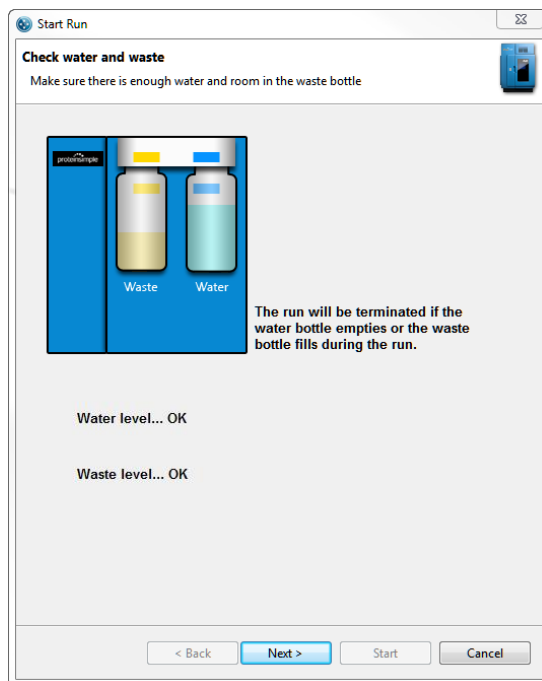 Start Run
Check water and waste
Make sure there is enough water and room in the waste bottle
proteinsimple
Waste
Water
The run will be terminated if the
water bottle empties or the waste
bottle fills during the run.
Water level... OK
Waste level... OK
< Back
Next >
Start
Cancel